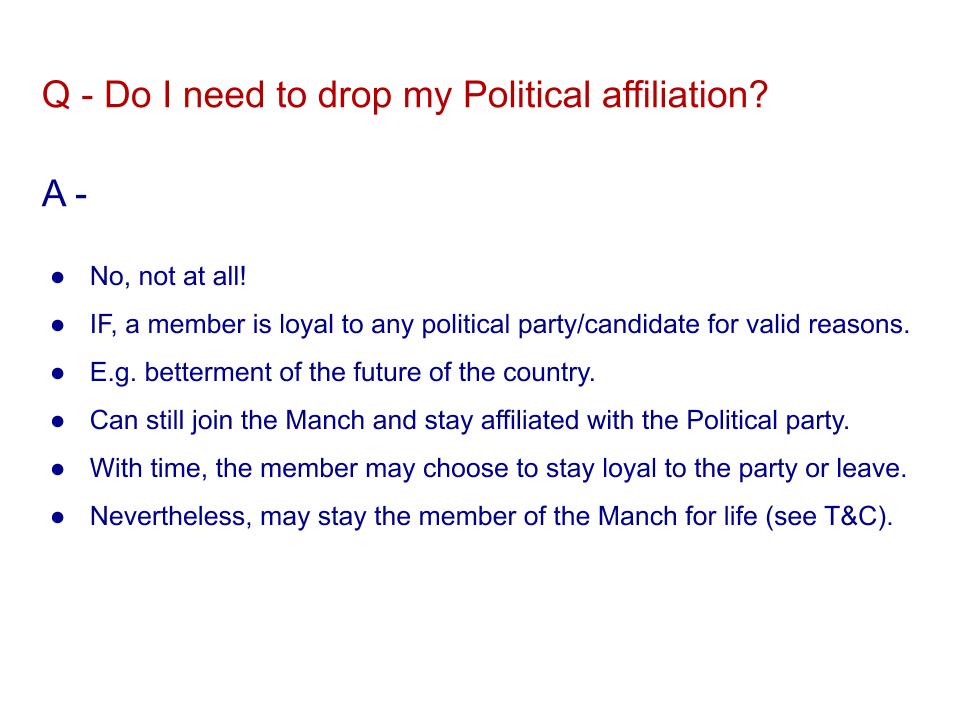 Q - Do I need to drop my Political affiliation?
A -
● No, not at all!
● IF, a member is loyal to any political party/candidate for valid reasons.
● E.g. betterment of the future of the country.
● Can still join the Manch and stay affiliated with the Political party.
● With time, the member may choose to stay loyal to the party or leave.
● Nevertheless, may stay the member of the Manch for life (see T&C).